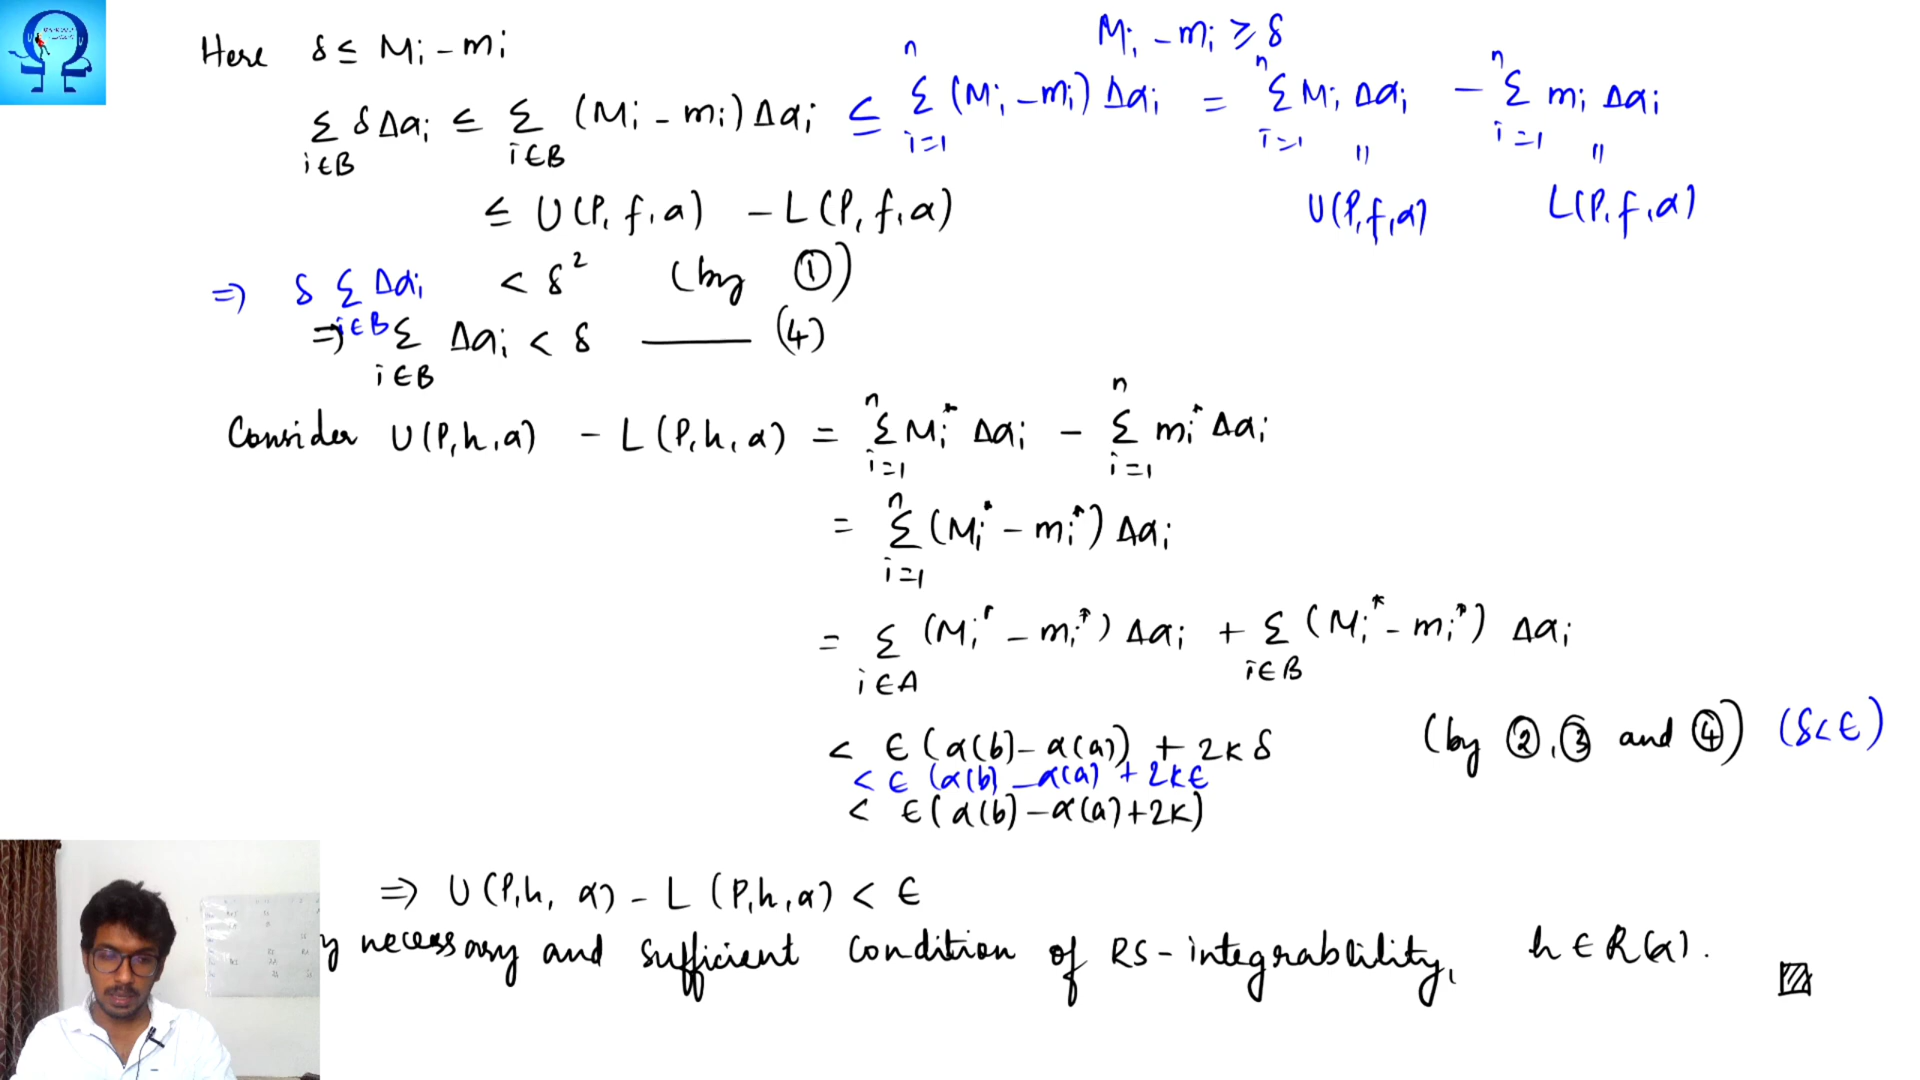 Here δ ≤ Mi - mi
Mi - mi ≥ δ
Σ i∈B δ Δαi ≤ Σ i∈B (Mi - mi) Δαi ≤ Σ i=1 n (Mi - mi) Δαi = Σ i=1 n Mi Δαi - Σ i=1 n mi Δαi
≤ U(P, f, α) - L(P, f, α)
U(P, f, α) L(P, f, α)
⇒ δ Σ i∈B Δαi < δ² (by ①)
⇒ Σ i∈B Δαi < δ —— (4)
Consider U(P, h, α) - L(P, h, α) = Σ i=1 n Mi* Δαi - Σ i=1 n mi* Δαi
= Σ i=1 n (Mi* - mi*) Δαi
= Σ i∈A (Mi* - mi*) Δαi + Σ i∈B (Mi* - mi*) Δαi
< ∈ (α(b) - α(a)) + 2K δ (by ②, ③ and ④) (δ < ∈)
< ∈ (α(b) - α(a) + 2K∈
< ∈ (α(b) - α(a) + 2K)
⇒ U(P, h, α) - L(P, h, α) < ∈
y necessary and sufficient condition of RS-integrability, h ∈ R(α).